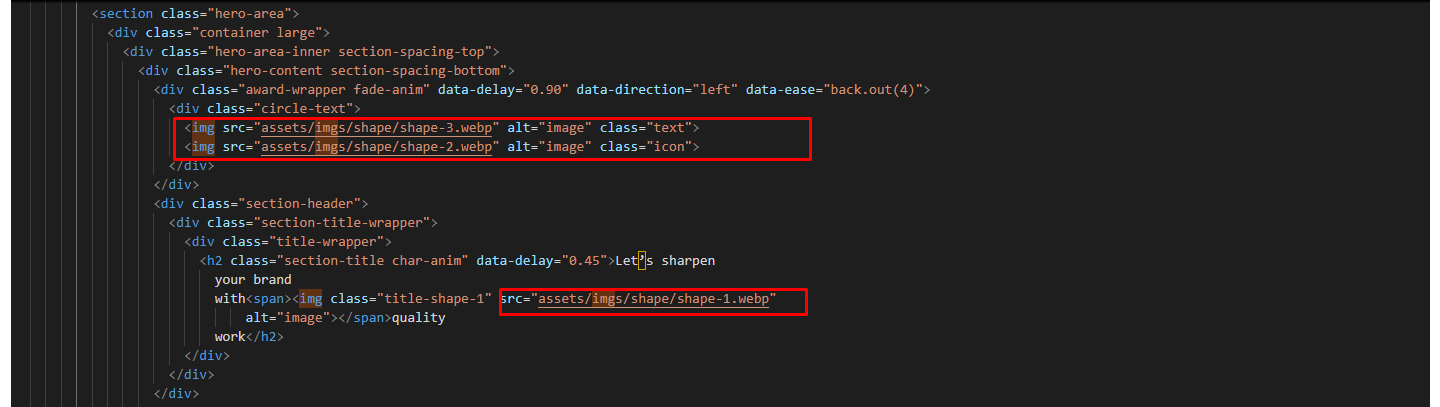 <section class="hero-area">
<div class="container large">
<div class="hero-area-inner section-spacing-top">
<div class="hero-content section-spacing-bottom">
<div class="award-wrapper fade-anim" data-delay="0.90" data-direction="left" data-ease="back.out(4)">
<div class="circle-text">
<img src="assets/imgs/shape/shape-3.webp" alt="image" class="text">
<img src="assets/imgs/shape/shape-2.webp" alt="image" class="icon">
</div>
</div>
<div class="section-header">
<div class="section-title-wrapper">
<div class="title-wrapper">
<h2 class="section-title char-anim" data-delay="0.45">Let’s sharpen
your brand
with<span><img class="title-shape-1" src="assets/imgs/shape/shape-1.webp"
alt="image"></span>quality
work</h2>
</div>
</div>
</div>